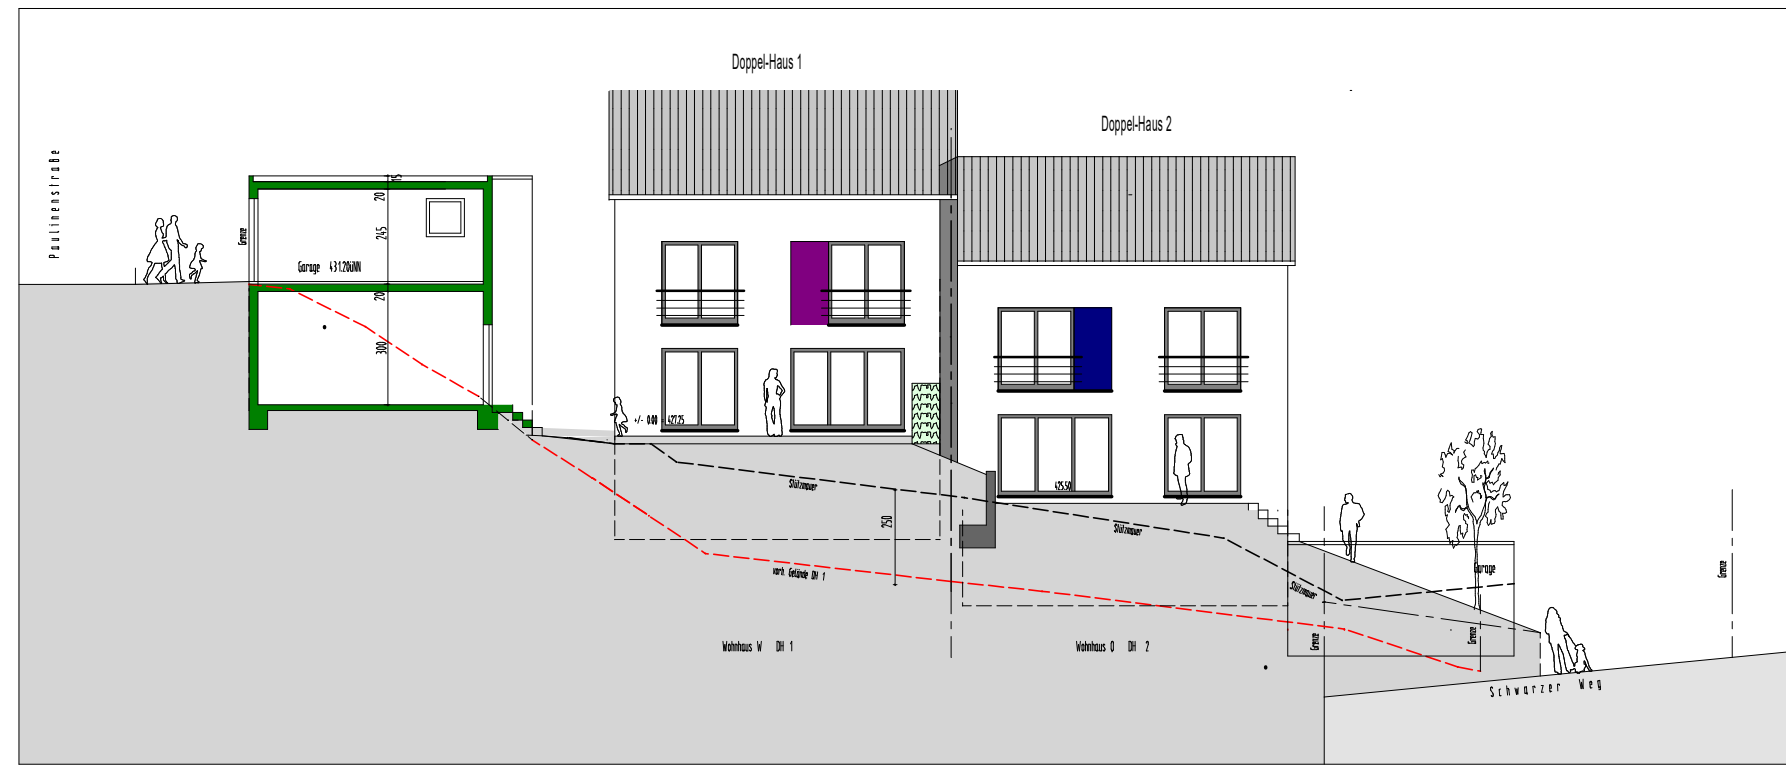 Doppel-Haus 1
Doppel-Haus 2
Paulinenstraße
Grenze
15
20
245
Garage 431.20üNN
20
300
+/- 0.00 = 427.25
Stützmauer
250
425.50
Stützmauer
vorh. Gelände DH 1
Stützmauer
Garage
Grenze
Grenze
Grenze
Wohnhaus W DH 1
Wohnhaus O DH 2
Schwarzer Weg